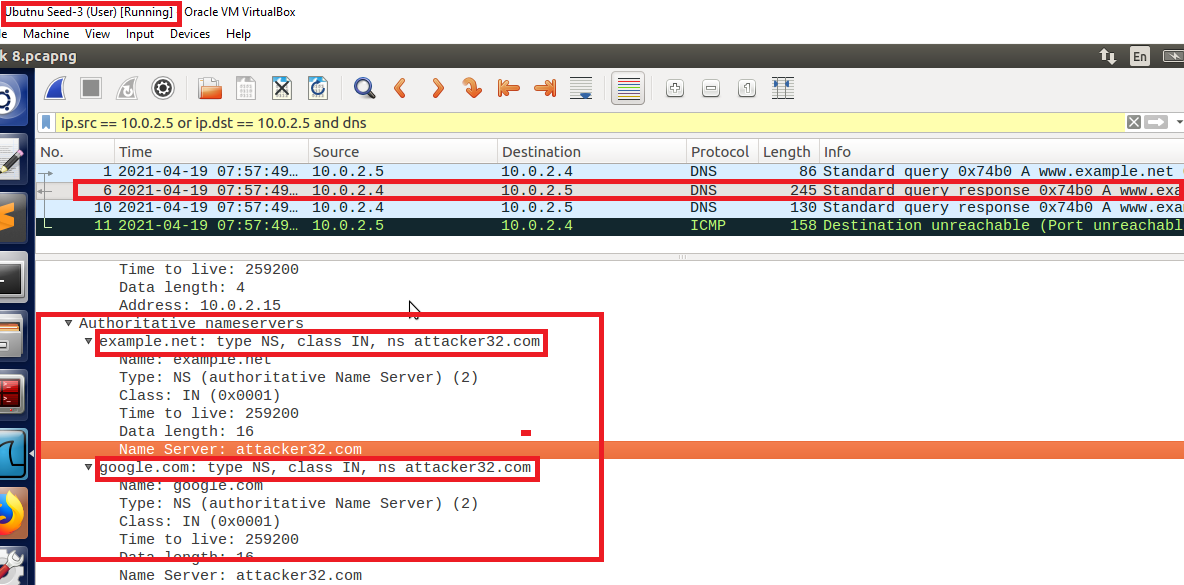 Ubutnu Seed-3 (User) [Running] Oracle VM VirtualBox
Machine View Input Devices Help
k 8.pcapng En
ip.src == 10.0.2.5 or ip.dst == 10.0.2.5 and dns
No. Time Source Destination Protocol Length Info
1 2021-04-19 07:57:49… 10.0.2.5 10.0.2.4 DNS 86 Standard query 0x74b0 A www.example.net
6 2021-04-19 07:57:49… 10.0.2.4 10.0.2.5 DNS 245 Standard query response 0x74b0 A www.exa
10 2021-04-19 07:57:49… 10.0.2.4 10.0.2.5 DNS 130 Standard query response 0x74b0 A www.exa
11 2021-04-19 07:57:49… 10.0.2.5 10.0.2.4 ICMP 158 Destination unreachable (Port unreachabl
Time to live: 259200
Data length: 4
Address: 10.0.2.15
Authoritative nameservers
example.net: type NS, class IN, ns attacker32.com
Name: example.net
Type: NS (authoritative Name Server) (2)
Class: IN (0x0001)
Time to live: 259200
Data length: 16
Name Server: attacker32.com
google.com: type NS, class IN, ns attacker32.com
Name: google.com
Type: NS (authoritative Name Server) (2)
Class: IN (0x0001)
Time to live: 259200
Data length: 16
Name Server: attacker32.com